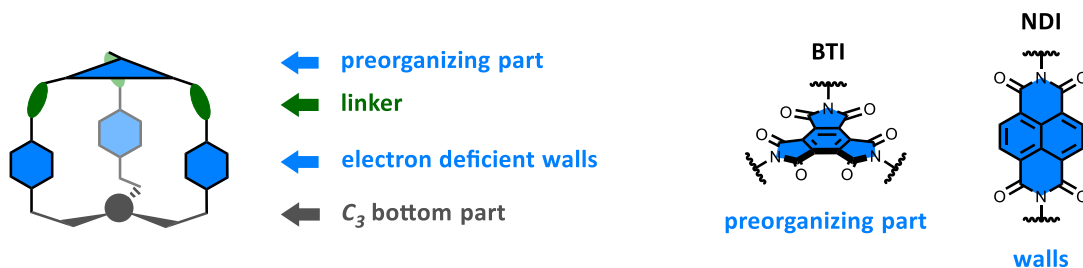 preorganizing part
linker
electron deficient walls
C3 bottom part
BTI
N
O
O
O
O
N
N
O
O
preorganizing part
NDI
N
O
O
O
O
N
walls